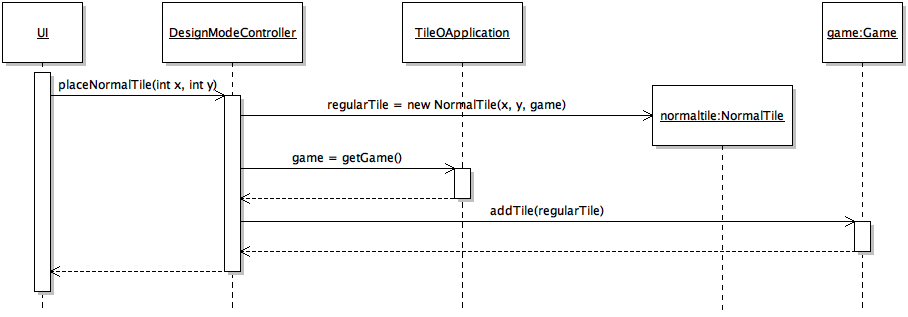 UI
DesignModeController
TileOApplication
game:Game
placeNormalTile(int x, int y)
regularTile = new NormalTile(x, y, game)
normaltile:NormalTile
game = getGame()
addTile(regularTile)